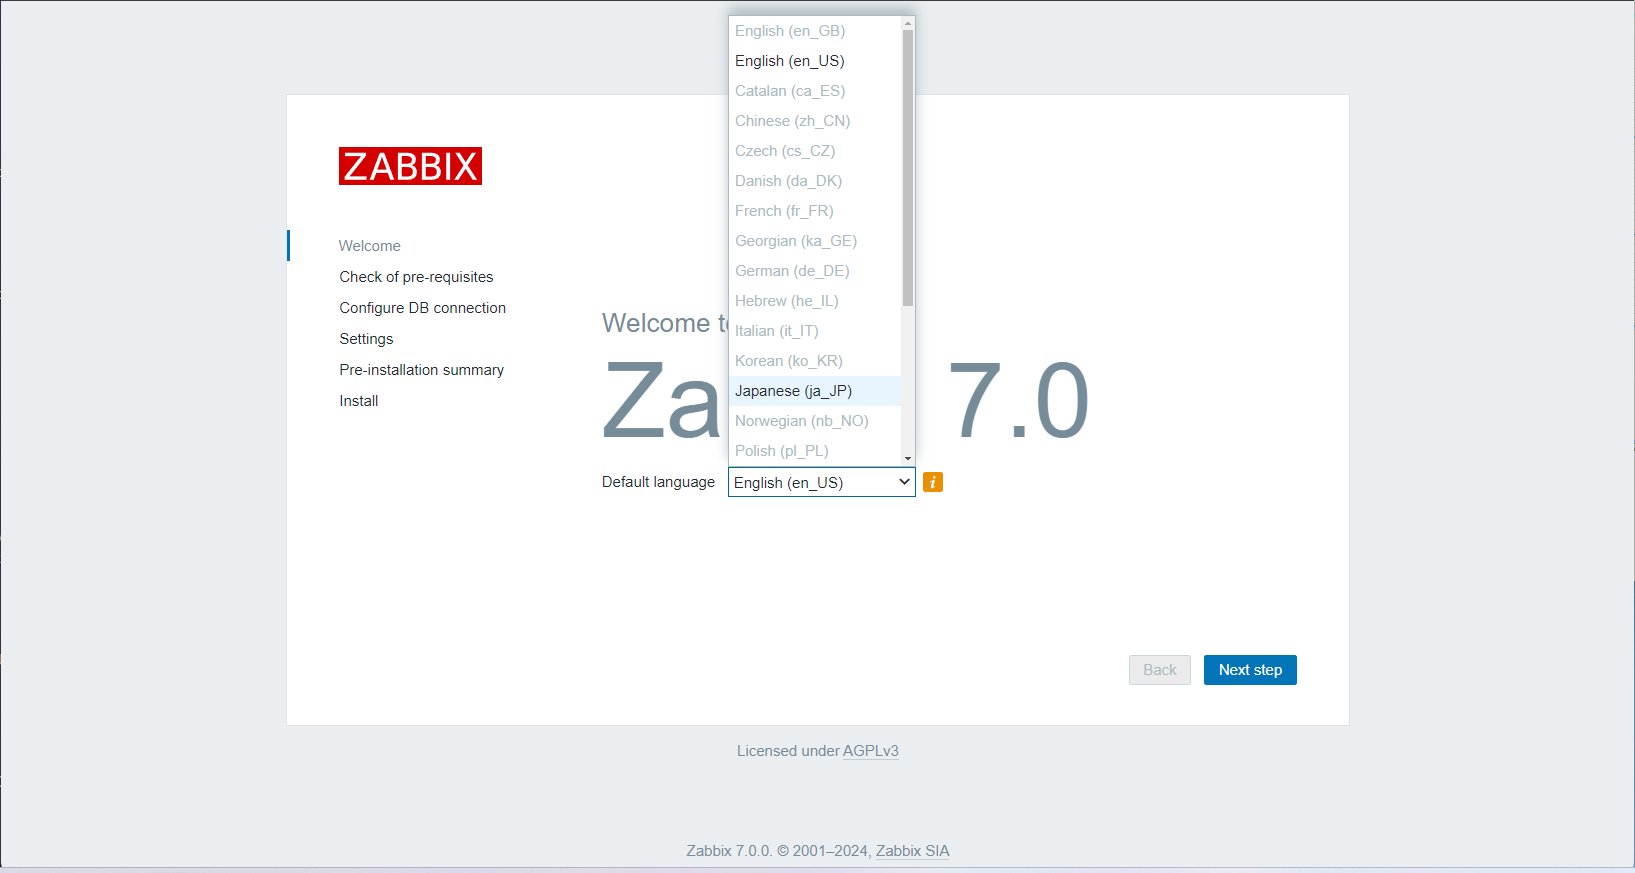 English (en_GB)
English (en_US)
Catalan (ca_ES)
Chinese (zh_CN)
Czech (cs_CZ)
Danish (da_DK)
French (fr_FR)
Georgian (ka_GE)
German (de_DE)
Hebrew (he_IL)
Italian (it_IT)
Korean (ko_KR)
Japanese (ja_JP)
Norwegian (nb_NO)
Polish (pl_PL)
ZABBIX
Welcome
Check of pre-requisites
Configure DB connection
Settings
Pre-installation summary
Install
Welcome
Za 7.0
Default language English (en_US) i
Back Next step
Licensed under AGPLv3
Zabbix 7.0.0. © 2001–2024, Zabbix SIA